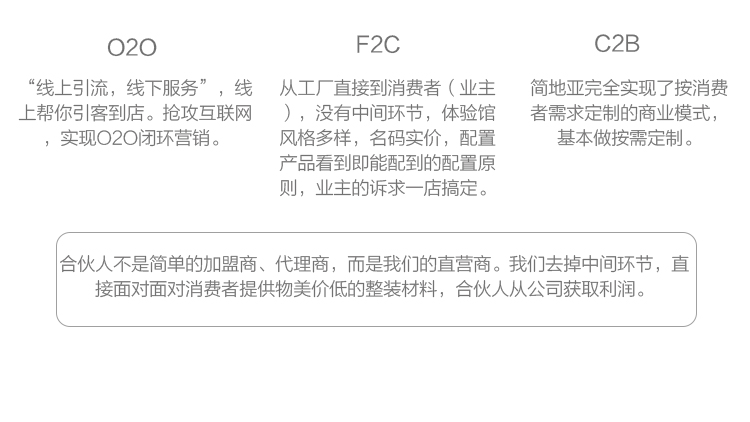 O2O
“线上引流，线下服务”，线
上帮你引客到店。抢攻互联网
，实现O2O闭环营销。
F2C
从工厂直接到消费者（业主
），没有中间环节，体验馆
风格多样，名码实价，配置
产品看到即能配到的配置原
则，业主的诉求一店搞定。
C2B
简地亚完全实现了按消费
者需求定制的商业模式，
基本做按需定制。
合伙人不是简单的加盟商、代理商，而是我们的直营商。我们去掉中间环节，直
接面对面对消费者提供物美价低的整装材料，合伙人从公司获取利润。